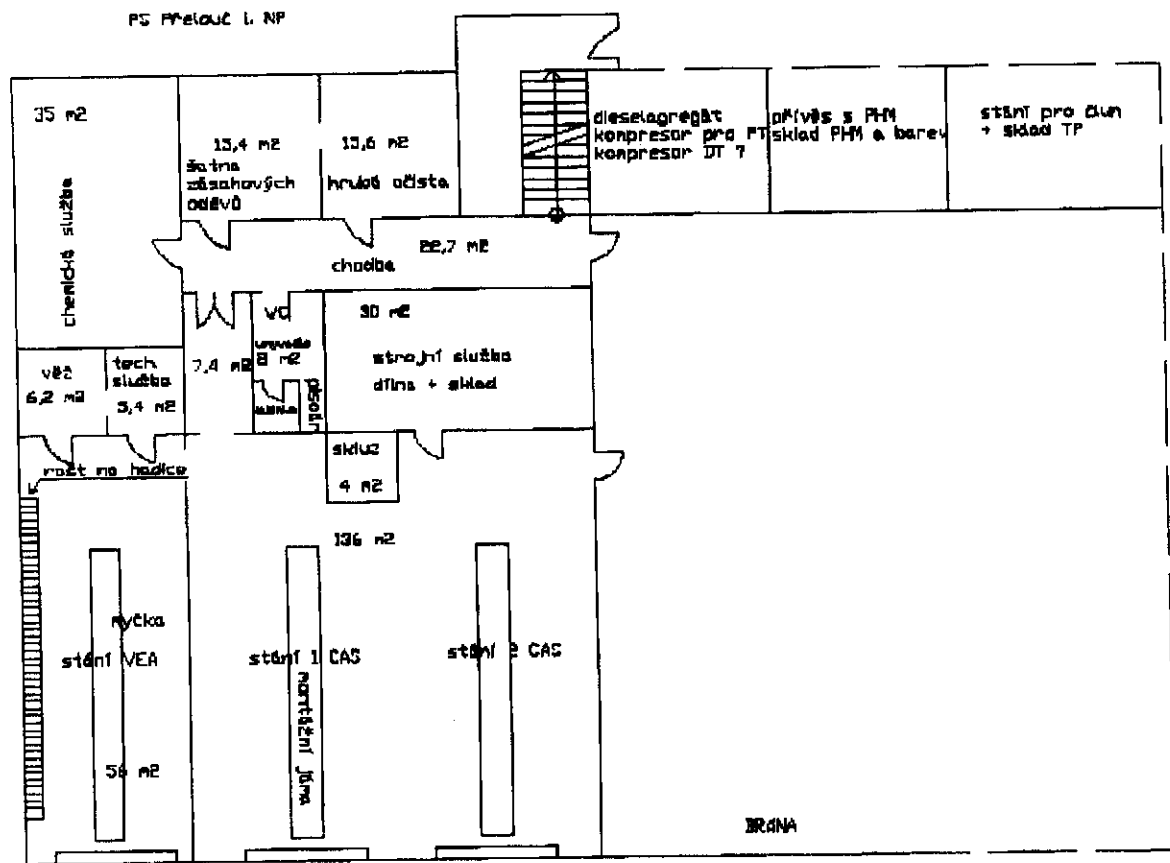 PS Přelouč 1. NP
35 m2
chemická služba
13,4 m2
šatna
zásahových
oděvů
13,6 m2
hrubá očista
dieselagregát
kompresor pro PT
kompresor DT 7
přívěs s PHM
sklad PHM a barev
stání pro člun
+ sklad TP
22,7 m2
chodba
věž
6,2 m2
tech.
služba
5,4 m2
7,4 m2
WC
8 m2
pisoár
30 m2
strojní služba
dílna + sklad
skluz
4 m2
rošt na hadice
136 m2
myčka
stání VEA
56 m2
stání 1 CAS
montážní jáma
stání 2 CAS
BRÁNA